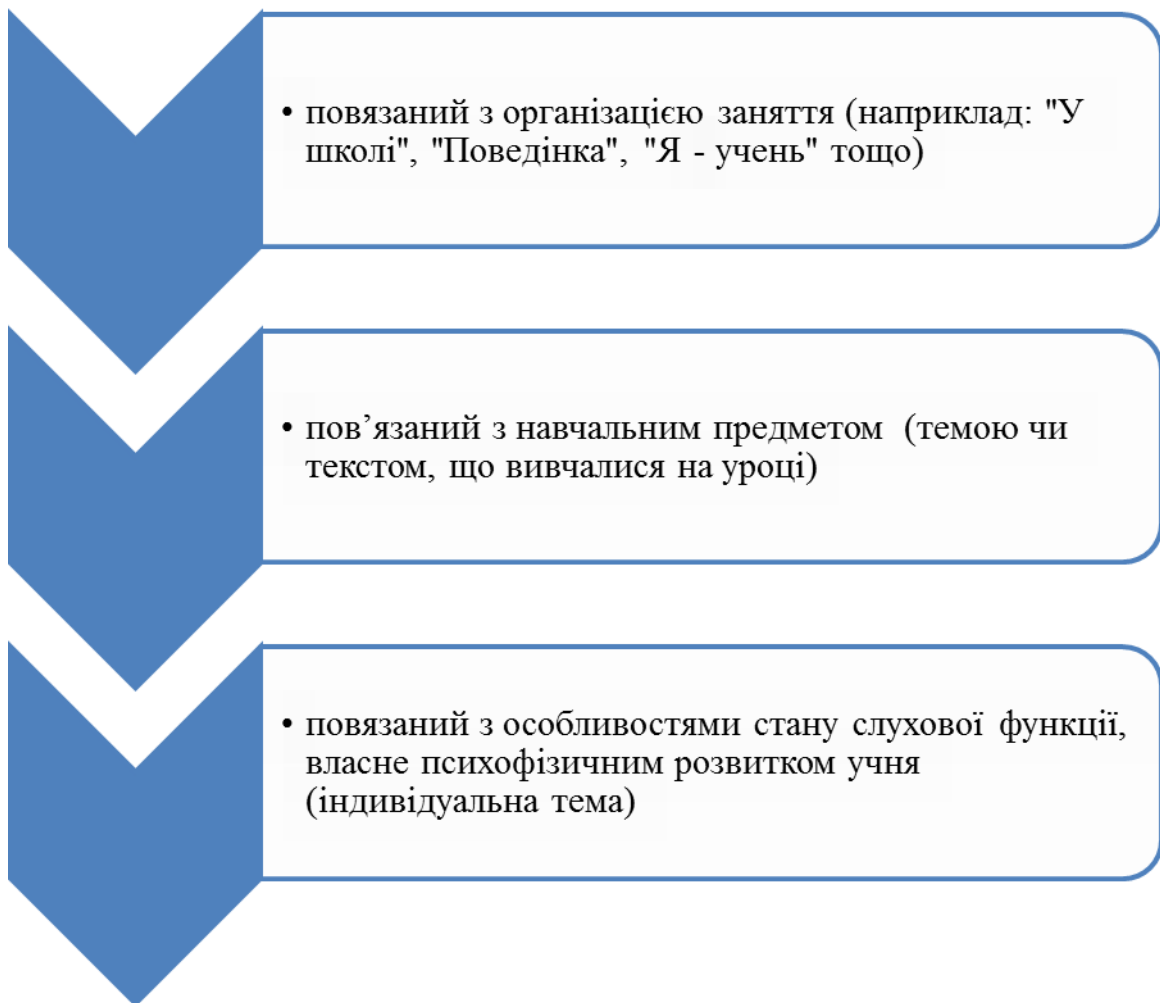 • повязаний з організацією заняття (наприклад: "У
школі", "Поведінка", "Я - учень" тощо)
• пов’язаний з навчальним предметом (темою чи
текстом, що вивчалися на уроці)
• повязаний з особливостями стану слухової функції,
власне психофізичним розвитком учня
(індивідуальна тема)